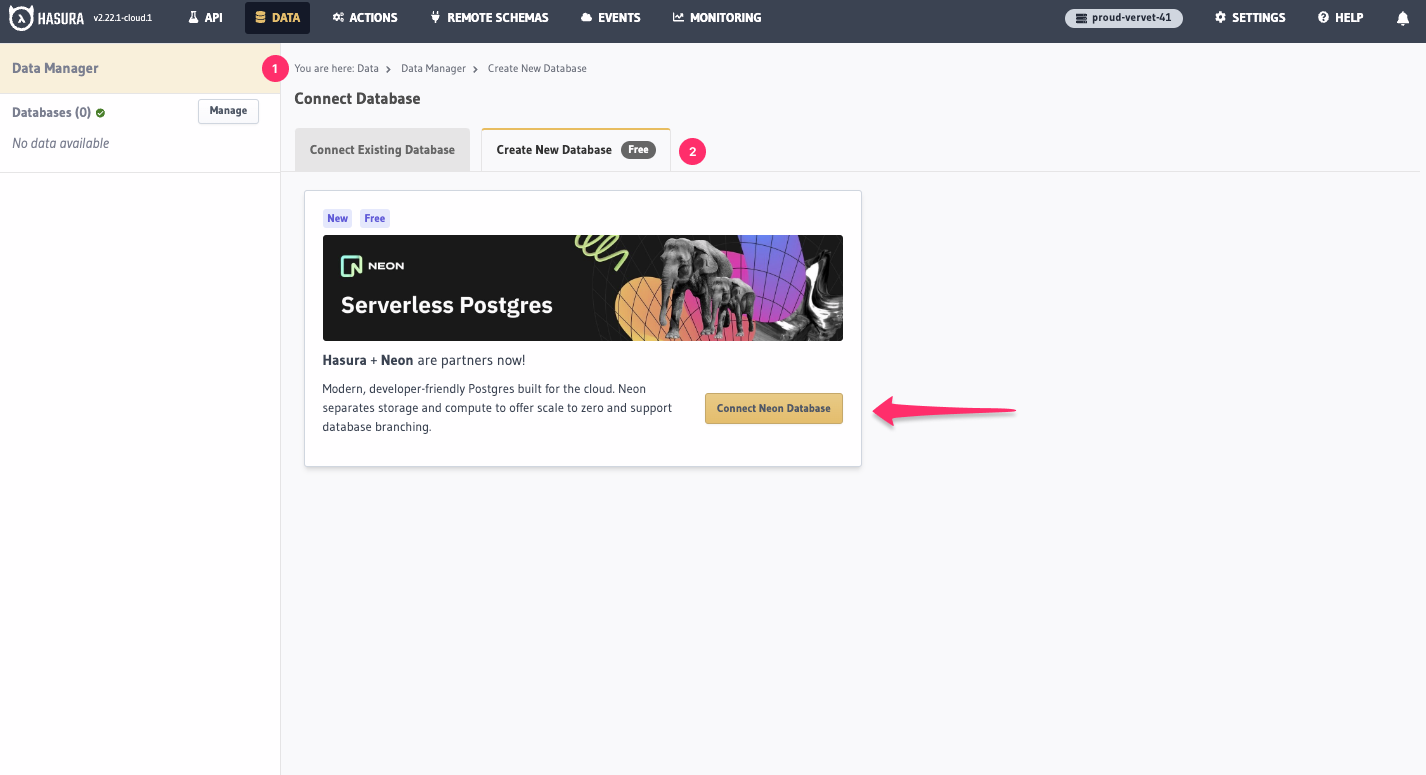 HASURA v2.22.1-cloud.1 API DATA ACTIONS REMOTE SCHEMAS EVENTS MONITORING proud-vervet-41 SETTINGS HELP
Data Manager
Databases (0) Manage
No data available
1 You are here: Data > Data Manager > Create New Database
Connect Database
Connect Existing Database Create New Database Free 2
New Free
NEON
Serverless Postgres
Hasura + Neon are partners now!
Modern, developer-friendly Postgres built for the cloud. Neon
separates storage and compute to offer scale to zero and support
database branching.
Connect Neon Database